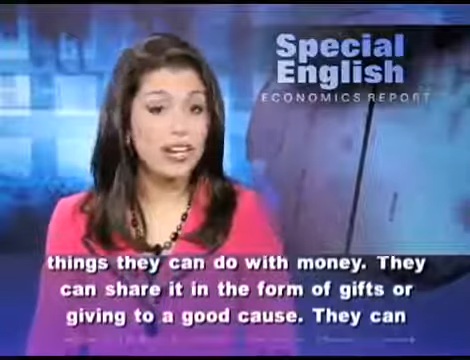 Special
English
ECONOMICS REPORT
things they can do with money. They
can share it in the form of gifts or
giving to a good cause. They can